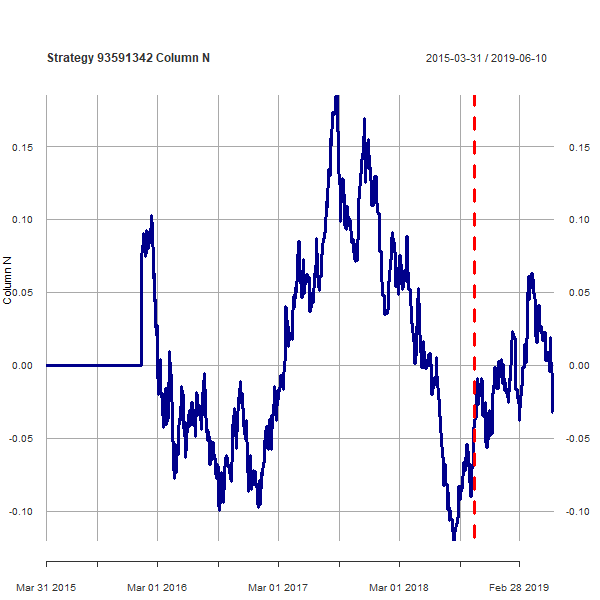 Strategy 93591342 Column N
2015-03-31 / 2019-06-10
Column N
0.15
0.10
0.05
0.00
-0.05
-0.10
0.15
0.10
0.05
0.00
-0.05
-0.10
Mar 31 2015
Mar 01 2016
Mar 01 2017
Mar 01 2018
Feb 28 2019